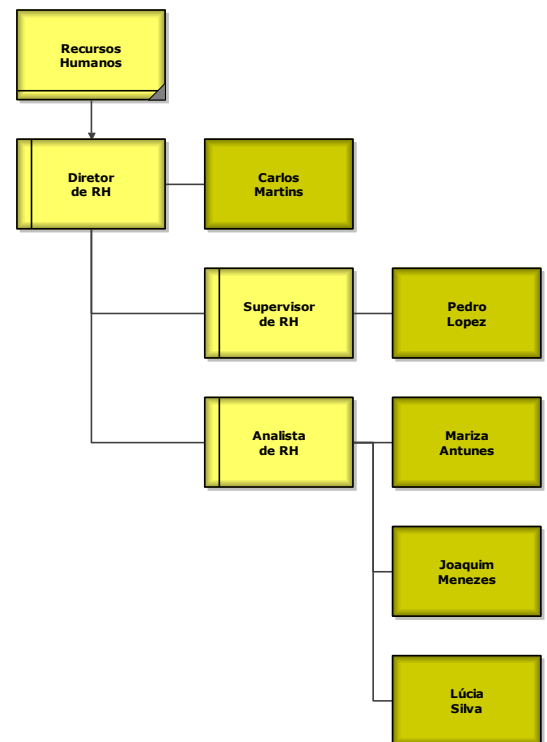 Recursos
Humanos
Diretor
de RH
Carlos
Martins
Supervisor
de RH
Pedro
Lopez
Analista
de RH
Mariza
Antunes
Joaquim
Menezes
Lúcia
Silva